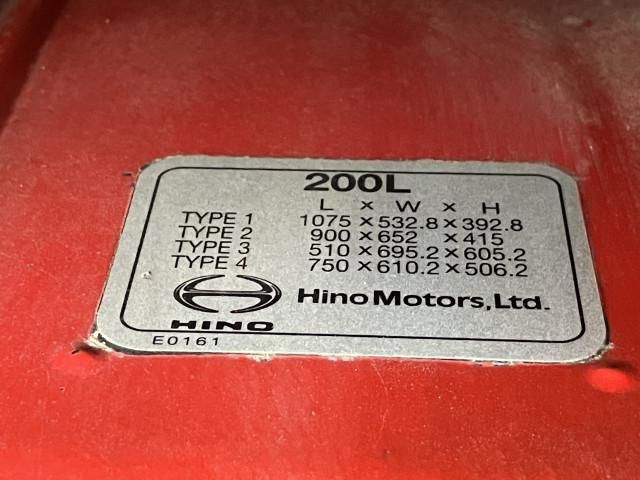 200L
L x W x H
TYPE 1 1075 x 532.8 x 392.8
TYPE 2 900 x 652 x 415
TYPE 3 510 x 695.2 x 605.2
TYPE 4 750 x 610.2 x 506.2
HINO
Hino Motors, Ltd.
E0161